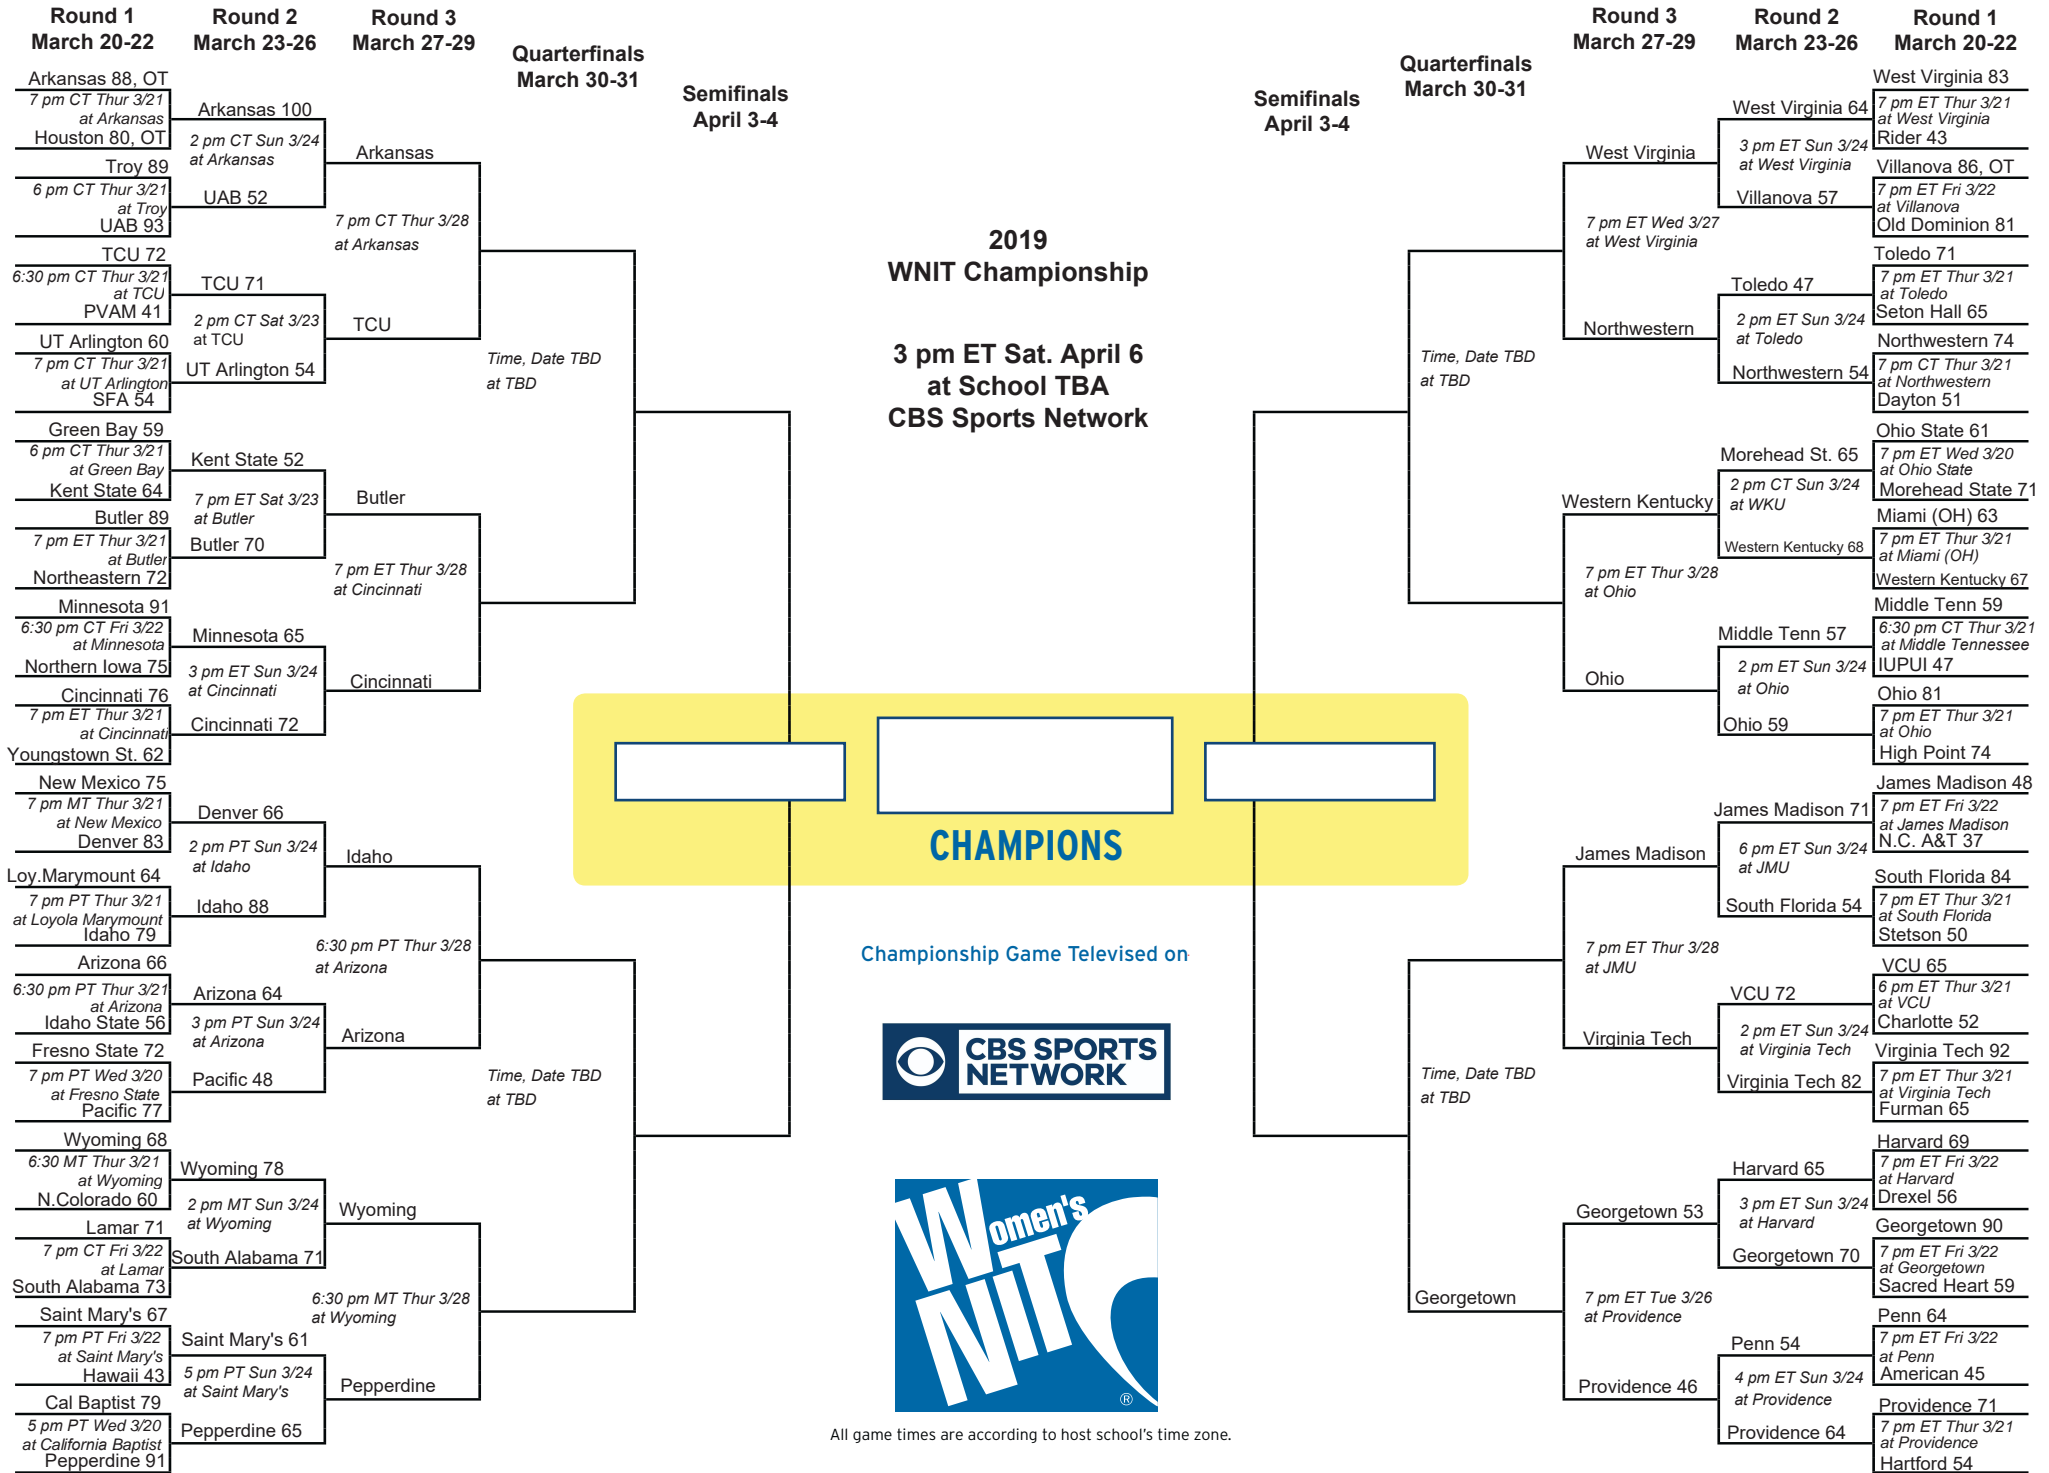 Round 1
March 20-22
Round 2
March 23-26
Round 3
March 27-29
Quarterfinals
March 30-31
Semifinals
April 3-4
Semifinals
April 3-4
Quarterfinals
March 30-31
Round 3
March 27-29
Round 2
March 23-26
Round 1
March 20-22
Arkansas 88, OT
7 pm CT Thur 3/21
at Arkansas
Houston 80, OT
Troy 89
6 pm CT Thur 3/21
at Troy
UAB 93
TCU 72
6:30 pm CT Thur 3/21
at TCU
PVAM 41
UT Arlington 60
7 pm CT Thur 3/21
at UT Arlington
SFA 54
Green Bay 59
6 pm CT Thur 3/21
at Green Bay
Kent State 64
Butler 89
7 pm ET Thur 3/21
at Butler
Northeastern 72
Minnesota 91
6:30 pm CT Fri 3/22
at Minnesota
Northern Iowa 75
Cincinnati 76
7 pm ET Thur 3/21
at Cincinnati
Youngstown St. 62
New Mexico 75
7 pm MT Thur 3/21
at New Mexico
Denver 83
Loy.Marymount 64
7 pm PT Thur 3/21
at Loyola Marymount
Idaho 79
Arizona 66
6:30 pm PT Thur 3/21
at Arizona
Idaho State 56
Fresno State 72
7 pm PT Wed 3/20
at Fresno State
Pacific 77
Wyoming 68
6:30 MT Thur 3/21
at Wyoming
N.Colorado 60
Lamar 71
7 pm CT Fri 3/22
at Lamar
South Alabama 73
Saint Mary's 67
7 pm PT Fri 3/22
at Saint Mary's
Hawaii 43
Cal Baptist 79
5 pm PT Wed 3/20
at California Baptist
Pepperdine 91
Arkansas 100
2 pm CT Sun 3/24
at Arkansas
UAB 52
TCU 71
2 pm CT Sat 3/23
at TCU
UT Arlington 54
Kent State 52
7 pm ET Sat 3/23
at Butler
Butler 70
Minnesota 65
3 pm ET Sun 3/24
at Cincinnati
Cincinnati 72
Denver 66
2 pm PT Sun 3/24
at Idaho
Idaho 88
Arizona 64
3 pm PT Sun 3/24
at Arizona
Pacific 48
Wyoming 78
2 pm MT Sun 3/24
at Wyoming
South Alabama 71
Saint Mary's 61
5 pm PT Sun 3/24
at Saint Mary's
Pepperdine 65
Arkansas
7 pm CT Thur 3/28
at Arkansas
TCU
Butler
7 pm ET Thur 3/28
at Cincinnati
Cincinnati
Idaho
6:30 pm PT Thur 3/28
at Arizona
Arizona
Wyoming
6:30 pm MT Thur 3/28
at Wyoming
Pepperdine
Time, Date TBD
at TBD
Time, Date TBD
at TBD
2019
WNIT Championship
3 pm ET Sat. April 6
at School TBA
CBS Sports Network
CHAMPIONS
Championship Game Televised on
CBS SPORTS
NETWORK
Women's
NiT
®
All game times are according to host school's time zone.
Time, Date TBD
at TBD
Time, Date TBD
at TBD
Georgetown
West Virginia
7 pm ET Wed 3/27
at West Virginia
Northwestern
Western Kentucky
7 pm ET Thur 3/28
at Ohio
Ohio
James Madison
7 pm ET Thur 3/28
at JMU
Virginia Tech
Georgetown 53
7 pm ET Tue 3/26
at Providence
Providence 46
West Virginia 64
3 pm ET Sun 3/24
at West Virginia
Villanova 57
Toledo 47
2 pm ET Sun 3/24
at Toledo
Northwestern 54
Morehead St. 65
2 pm CT Sun 3/24
at WKU
Western Kentucky 68
Middle Tenn 57
2 pm ET Sun 3/24
at Ohio
Ohio 59
James Madison 71
6 pm ET Sun 3/24
at JMU
South Florida 54
VCU 72
2 pm ET Sun 3/24
at Virginia Tech
Virginia Tech 82
Harvard 65
3 pm ET Sun 3/24
at Harvard
Georgetown 70
Penn 54
4 pm ET Sun 3/24
at Providence
Providence 64
West Virginia 83
7 pm ET Thur 3/21
at West Virginia
Rider 43
Villanova 86, OT
7 pm ET Fri 3/22
at Villanova
Old Dominion 81
Toledo 71
7 pm ET Thur 3/21
at Toledo
Seton Hall 65
Northwestern 74
7 pm CT Thur 3/21
at Northwestern
Dayton 51
Ohio State 61
7 pm ET Wed 3/20
at Ohio State
Morehead State 71
Miami (OH) 63
7 pm ET Thur 3/21
at Miami (OH)
Western Kentucky 67
Middle Tenn 59
6:30 pm CT Thur 3/21
at Middle Tennessee
IUPUI 47
Ohio 81
7 pm ET Thur 3/21
at Ohio
High Point 74
James Madison 48
7 pm ET Fri 3/22
at James Madison
N.C. A&T 37
South Florida 84
7 pm ET Thur 3/21
at South Florida
Stetson 50
VCU 65
6 pm ET Thur 3/21
at VCU
Charlotte 52
Virginia Tech 92
7 pm ET Thur 3/21
at Virginia Tech
Furman 65
Harvard 69
7 pm ET Fri 3/22
at Harvard
Drexel 56
Georgetown 90
7 pm ET Fri 3/22
at Georgetown
Sacred Heart 59
Penn 64
7 pm ET Fri 3/22
at Penn
American 45
Providence 71
7 pm ET Thur 3/21
at Providence
Hartford 54